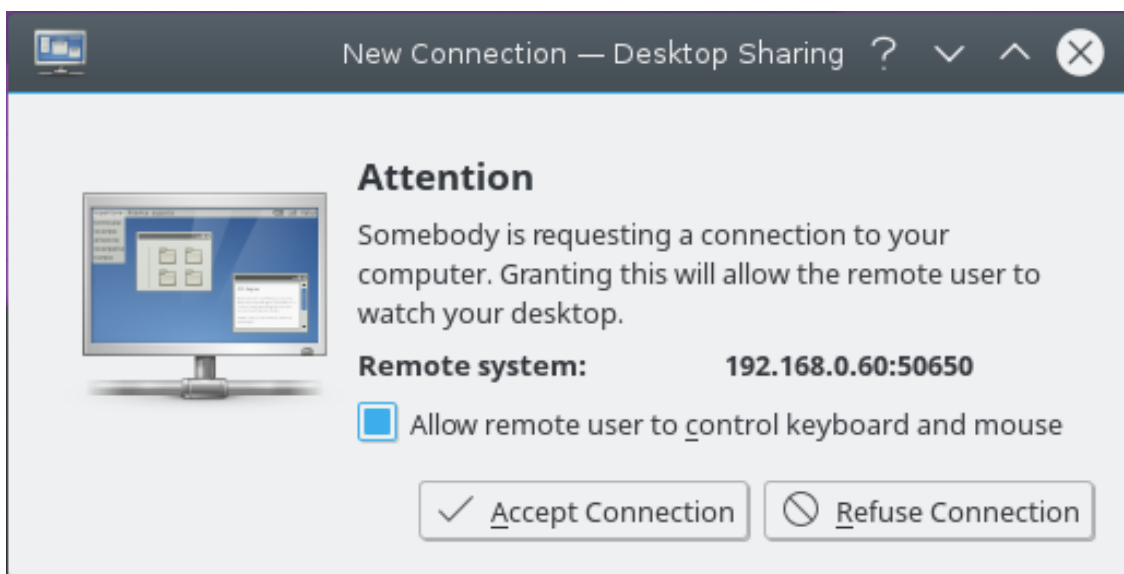 New Connection — Desktop Sharing
Attention
Somebody is requesting a connection to your
computer. Granting this will allow the remote user to
watch your desktop.
Remote system: 192.168.0.60:50650
Allow remote user to control keyboard and mouse
Accept Connection Refuse Connection